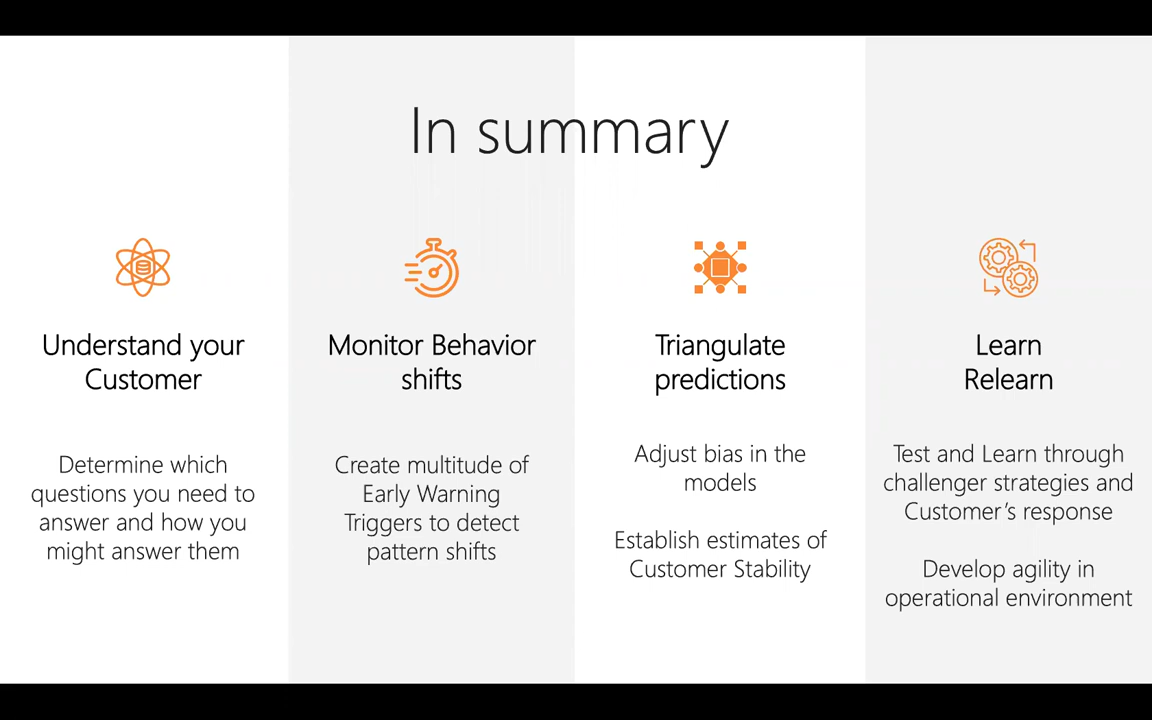 In summary
Understand your
Customer
Determine which
questions you need to
answer and how you
might answer them
Monitor Behavior
shifts
Create multitude of
Early Warning
Triggers to detect
pattern shifts
Triangulate
predictions
Adjust bias in the
models
Establish estimates of
Customer Stability
Learn
Relearn
Test and Learn through
challenger strategies and
Customer’s response
Develop agility in
operational environment